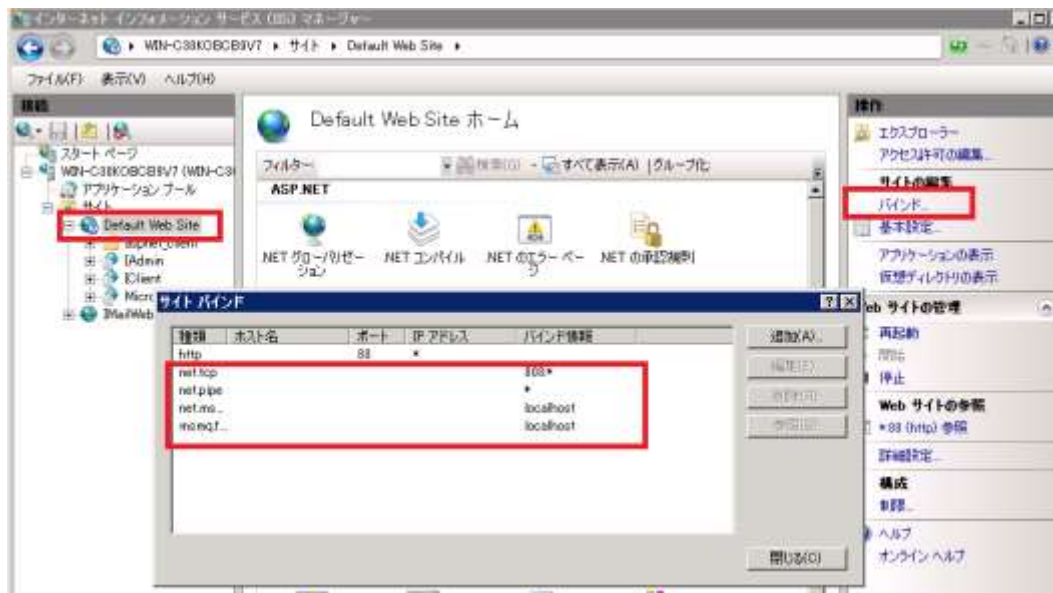 インターネット インフォメーション サービス (IIS) マネージャー
WIN-C38KOBCB9V7 ▸ サイト ▸ Default Web Site ▸
ファイル(F) 表示(V) ヘルプ(H)
接続
スタート ページ
アプリケーション プール
サイト
Default Web Site
aspnet_client
IAdmin
IClient
Micro
IMailWeb
Default Web Site ホーム
フィルター:
検索(G)
すべて表示(A)
グループ化
ASP.NET
.NET グローバリゼーション
.NET コンパイル
.NET のエラー ページ
.NET の承認規則
操作
エクスプローラー
アクセス許可の編集...
サイトの編集
バインド...
基本設定...
アプリケーションの表示
仮想ディレクトリの表示
Web サイトの管理
再起動
開始
停止
Web サイトの参照
*:88 (http) 参照
詳細設定...
構成
制限...
ヘルプ
オンライン ヘルプ
サイト バインド
種類 ホスト名 ポート IP アドレス バインド情報
http 88 *
net.tcp 808:*
net.pipe *
net.ms... localhost
msmq.f... localhost
追加(A)...
編集(E)...
削除(R)
参照(B)
閉じる(C)